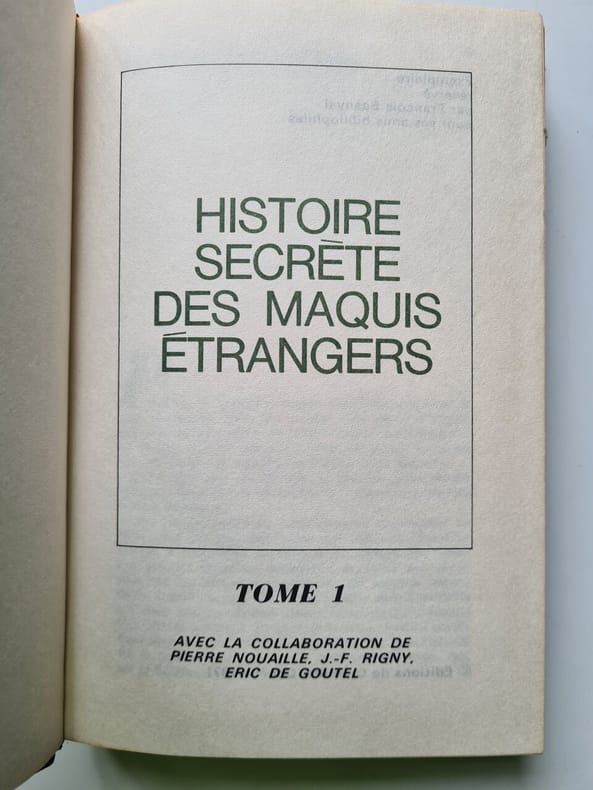 HISTOIRE
SECRÈTE
DES MAQUIS
ÉTRANGERS
TOME 1
AVEC LA COLLABORATION DE
PIERRE NOUAILLE, J.-F. RIGNY,
ERIC DE GOUTEL